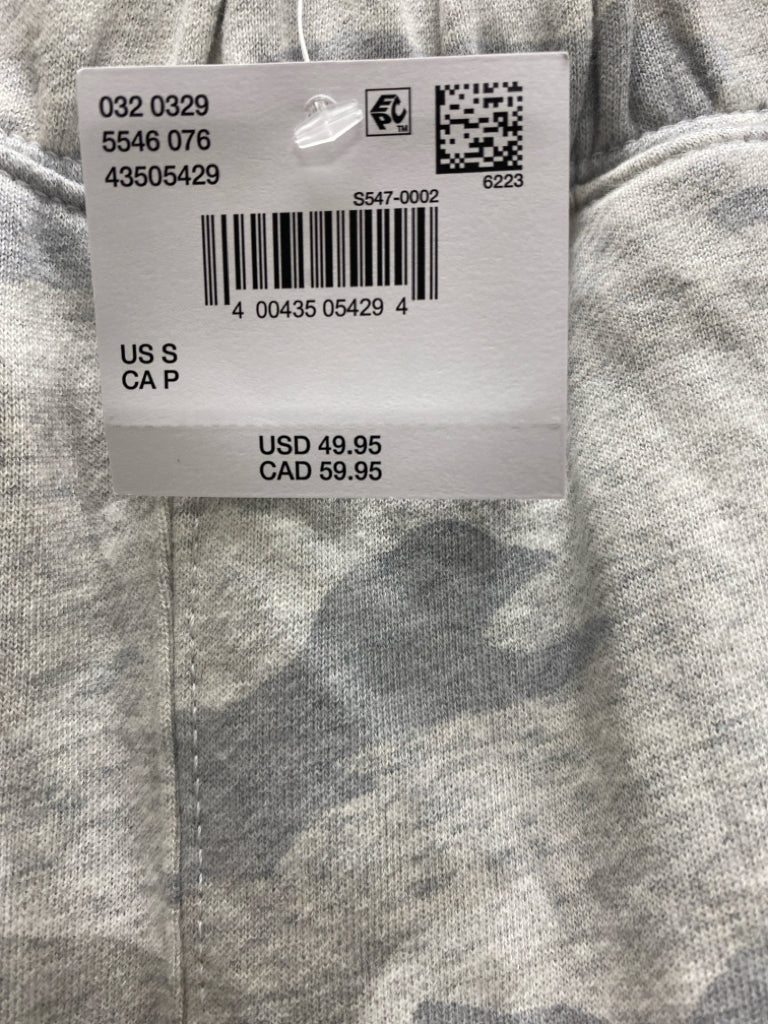 032 0329
5546 076
43505429
EPC
TM
6223
S547-0002
4 00435 05429 4
US S
CA P
USD 49.95
CAD 59.95